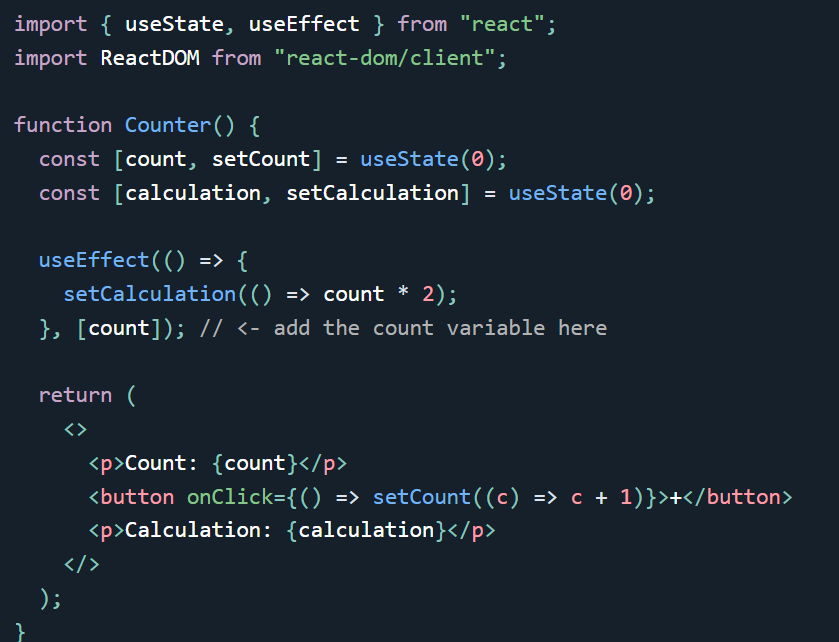 import { useState, useEffect } from "react";
import ReactDOM from "react-dom/client";

function Counter() {
  const [count, setCount] = useState(0);
  const [calculation, setCalculation] = useState(0);

  useEffect(() => {
    setCalculation(() => count * 2);
  }, [count]); // <- add the count variable here

  return (
    <>
      <p>Count: {count}</p>
      <button onClick={() => setCount((c) => c + 1)}>+</button>
      <p>Calculation: {calculation}</p>
    </>
  );
}